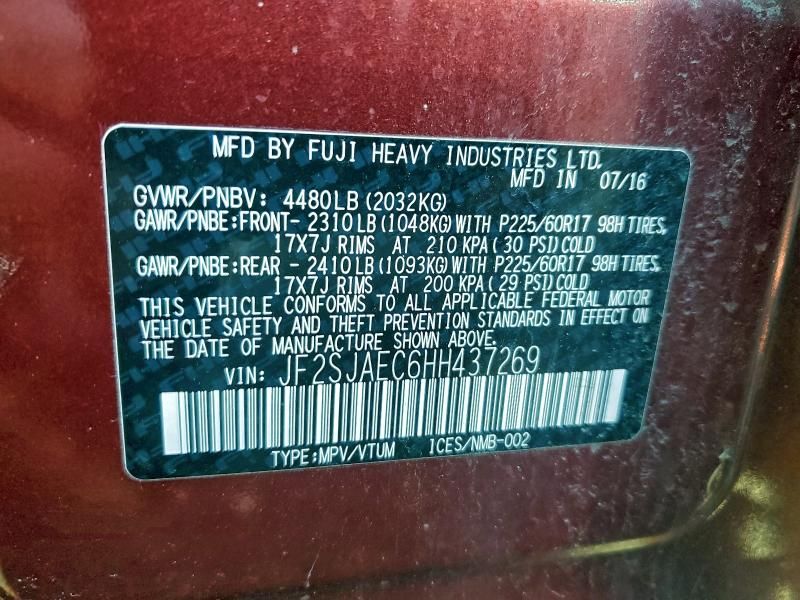 MFD BY FUJI HEAVY INDUSTRIES LTD.
MFD IN 07/16
GVWR/PNBV: 4480LB(2032KG)
GAWR/PNBE:FRONT- 2310LB(1048KG)WITH P225/60R17 98H TIRES,
17X7J RIMS AT 210 KPA( 30 PSI)COLD
GAWR/PNBE:REAR - 2410LB(1093KG)WITH P225/60R17 98H TIRES,
17X7J RIMS AT 200 KPA( 29 PSI)COLD
THIS VEHICLE CONFORMS TO ALL APPLICABLE FEDERAL MOTOR
VEHICLE SAFETY AND THEFT PREVENTION STANDARDS IN EFFECT ON
THE DATE OF MANUFACTURE SHOWN ABOVE.
VIN: JF2SJAEC6HH437269
TYPE:MPV/VTUM ICES/NMB-002